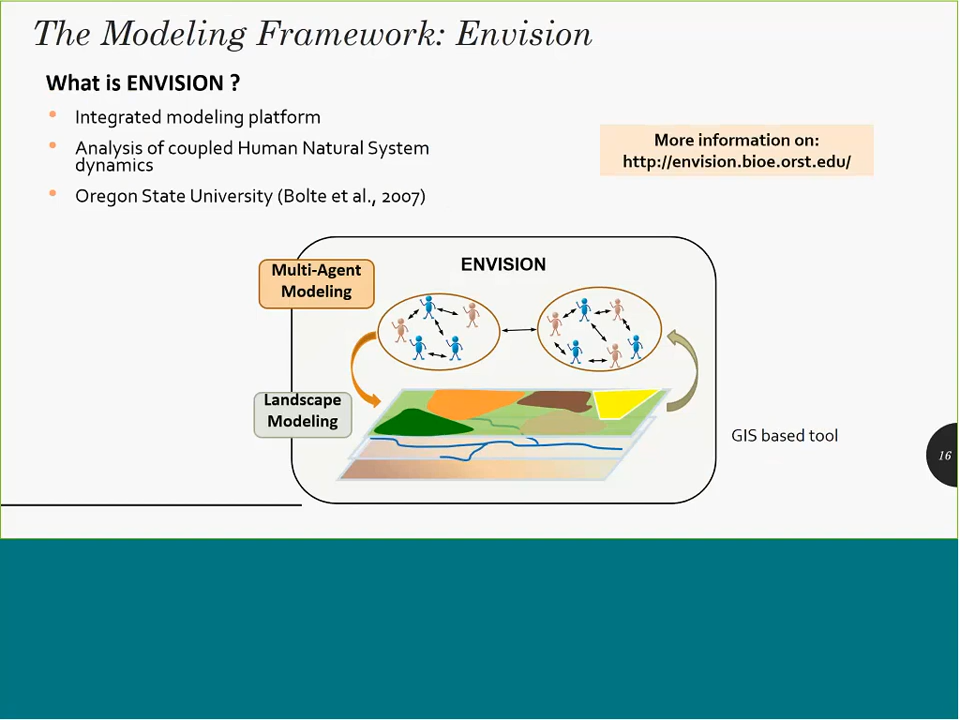 The Modeling Framework: Envision
What is ENVISION ?
Integrated modeling platform
Analysis of coupled Human Natural System
dynamics
Oregon State University (Bolte et al., 2007)
More information on:
http://envision.bioe.orst.edu/
ENVISION
Multi-Agent
Modeling
Landscape
Modeling
GIS based tool
16